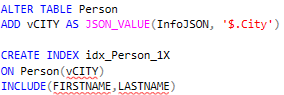 ALTER TABLE Person
ADD vCITY AS JSON_VALUE(InfoJSON, '$.City')
CREATE INDEX idx_Person_1X
ON Person(vCITY)
INCLUDE(FIRSTNAME,LASTNAME)